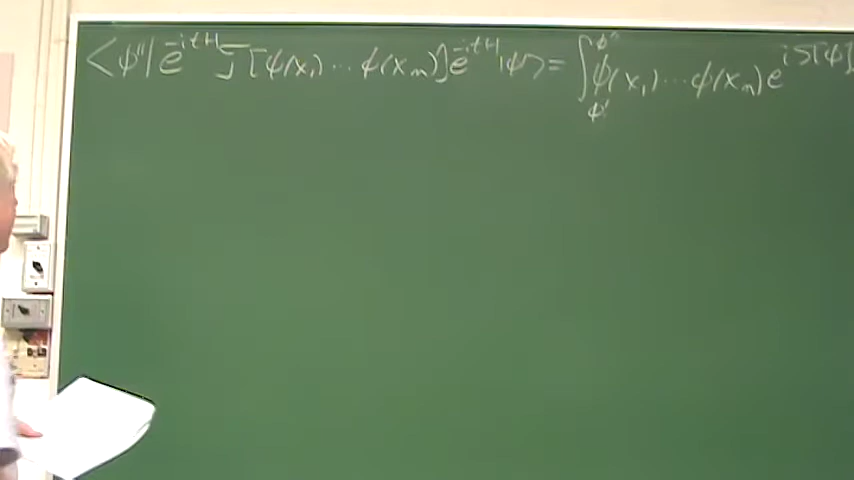 <φ''| e^{-itH} T[φ(x_1) ... φ(x_n)] e^{-itH} |φ'> = ∫_{φ'}^{φ''} φ(x_1) ... φ(x_n) e^{iS[φ]}